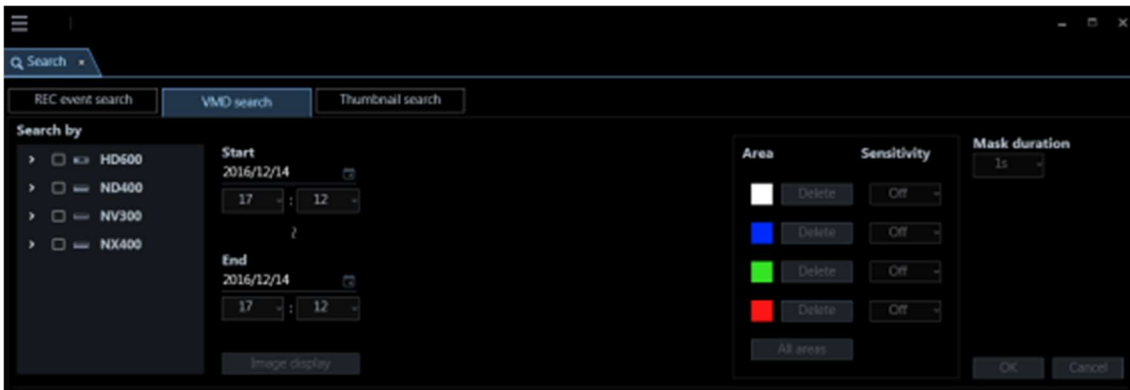 Search
REC event search VMD search Thumbnail search
Search by
HD600
ND400
NV300
NX400
Start
2016/12/14
17 : 12
~
End
2016/12/14
17 : 12
Image display
Area Sensitivity
Delete Off
Delete Off
Delete Off
Delete Off
All areas
Mask duration
1s
OK Cancel